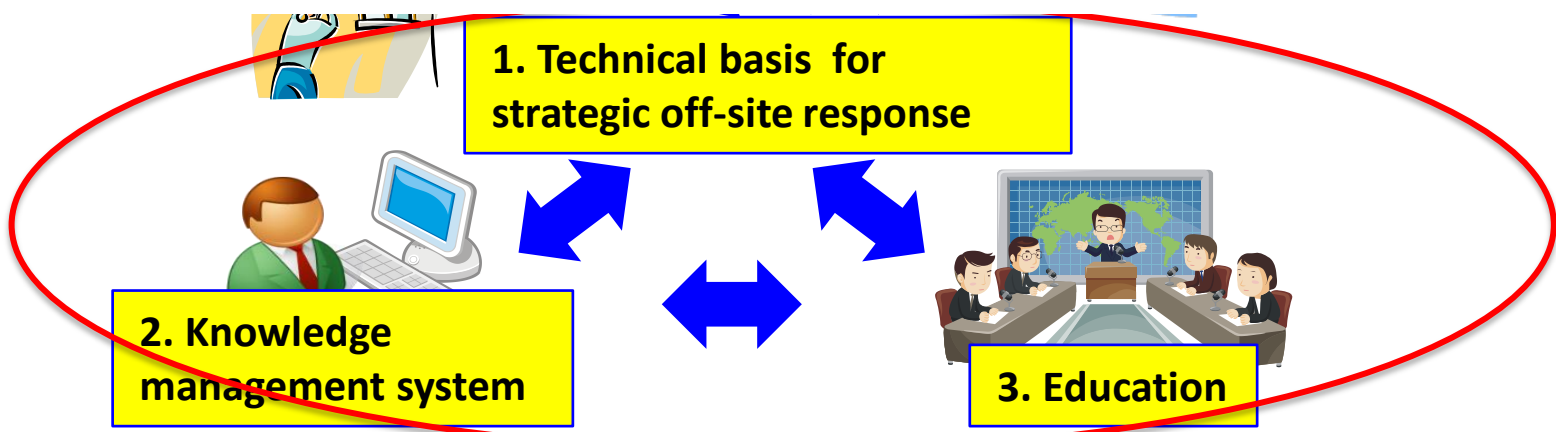 1. Technical basis for
strategic off-site response
2. Knowledge
management system
3. Education